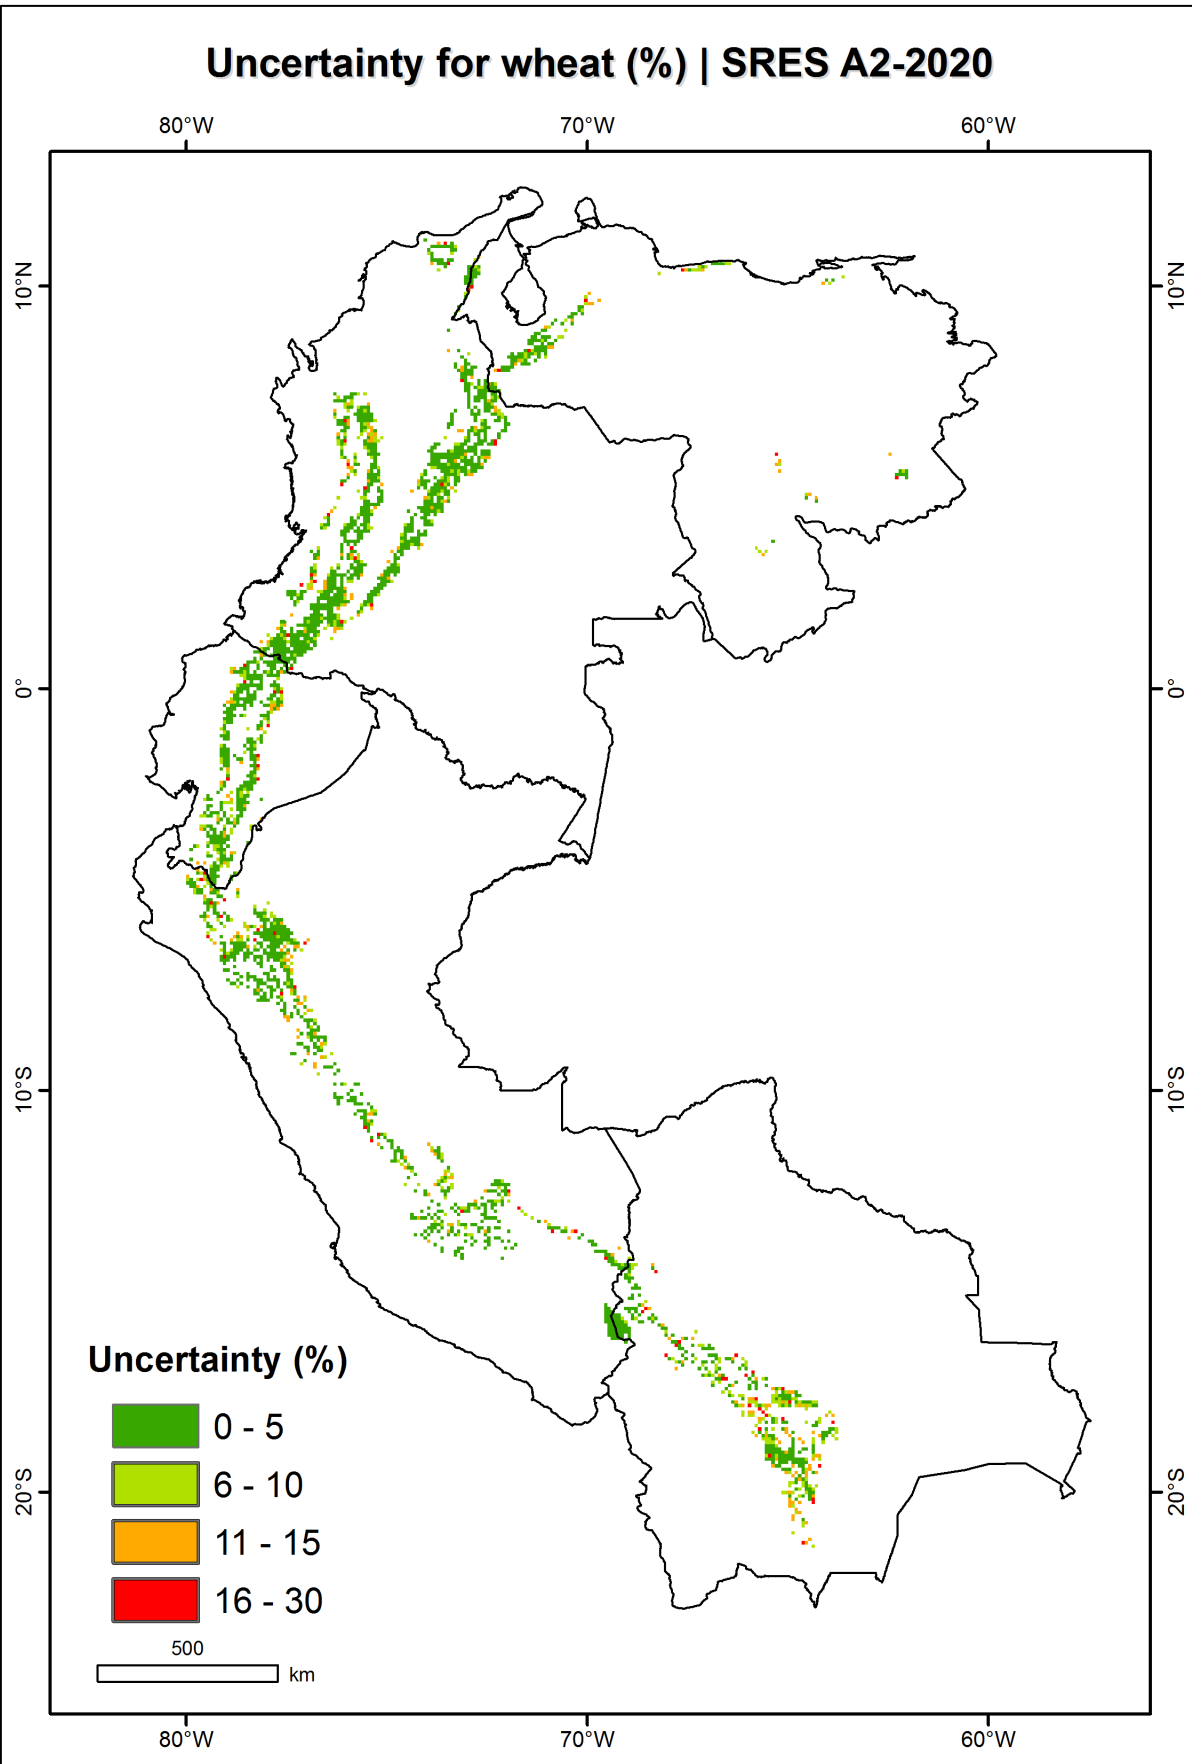 Uncertainty for wheat (%) | SRES A2-2020
80°W 70°W 60°W
10°N 10°N
0° 0°
10°S 10°S
20°S 20°S
Uncertainty (%)
0 - 5
6 - 10
11 - 15
16 - 30
500
km
80°W 70°W 60°W